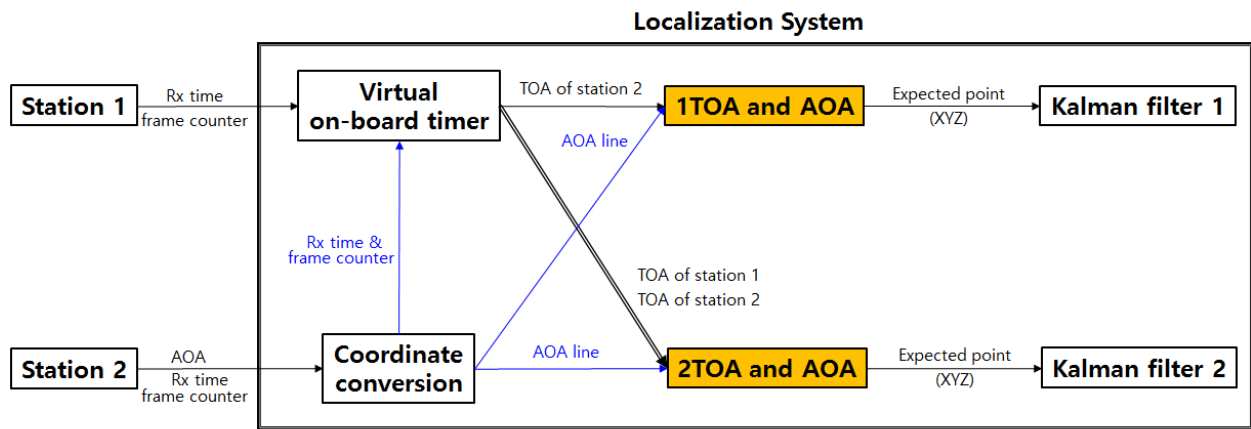 Localization System
Station 1
Rx time
frame counter
Virtual
on-board timer
TOA of station 2
1TOA and AOA
Expected point
(XYZ)
Kalman filter 1
AOA line
Rx time &
frame counter
TOA of station 1
TOA of station 2
Station 2
AOA
Rx time
frame counter
Coordinate
conversion
AOA line
2TOA and AOA
Expected point
(XYZ)
Kalman filter 2